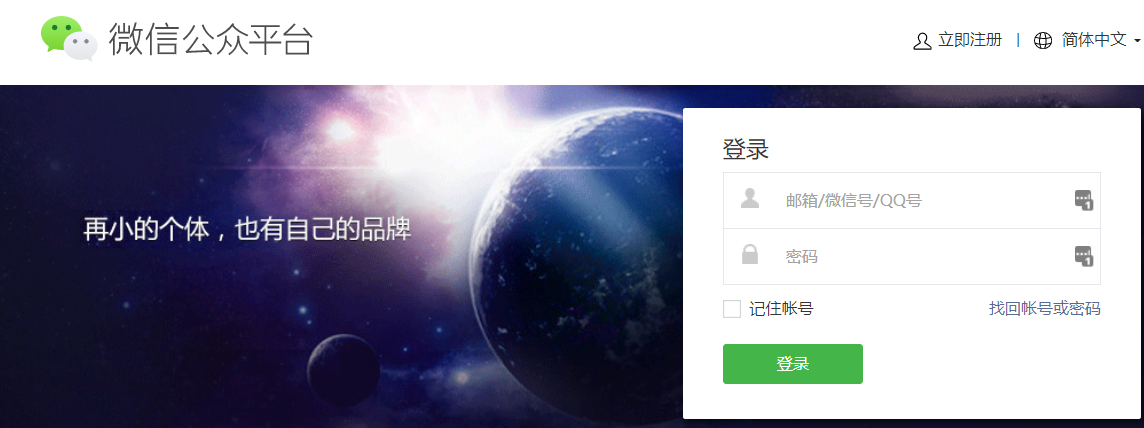 微信公众平台
立即注册 | 简体中文
再小的个体，也有自己的品牌
登录
邮箱/微信号/QQ号
1
密码
1
记住帐号 找回帐号或密码
登录